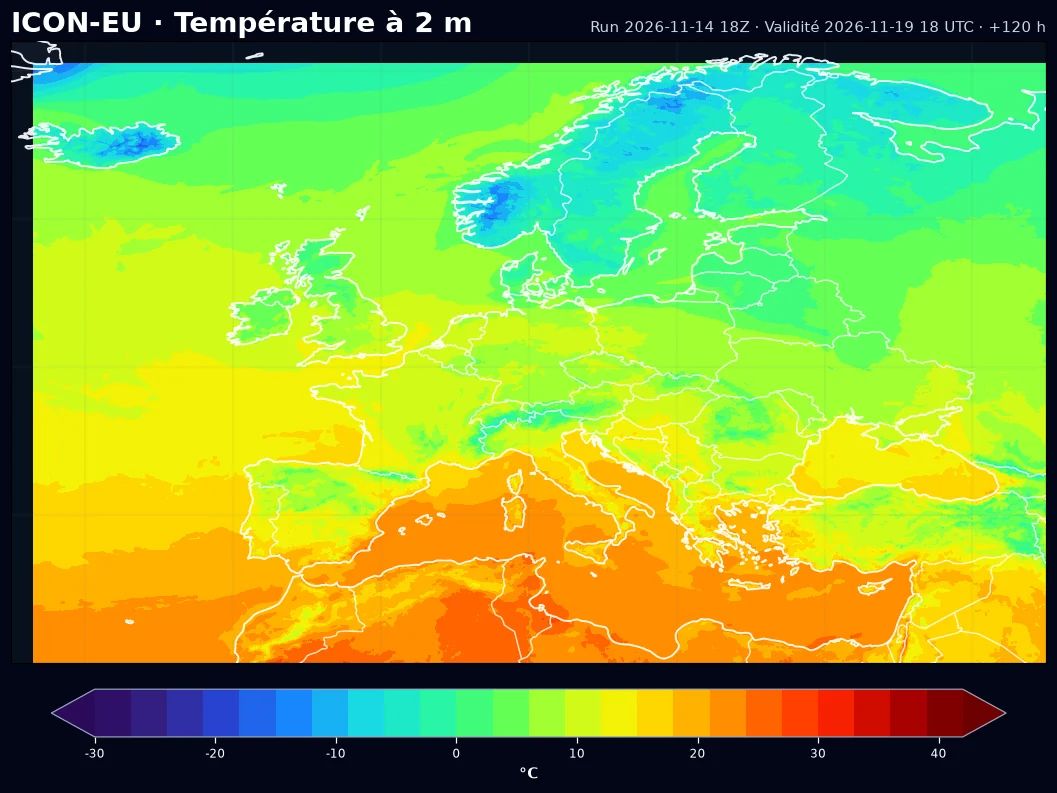 ICON-EU · Température à 2 m
Run 2026-11-14 18Z · Validité 2026-11-19 18 UTC · +120 h
-30 -20 -10 0 10 20 30 40
°C